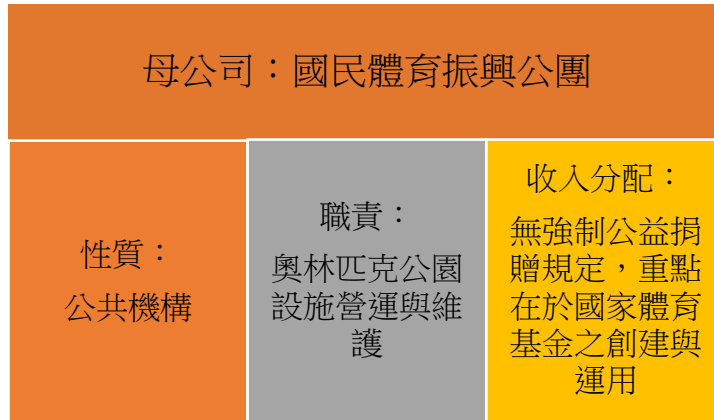 母公司：國民體育振興公團
性質：
公共機構
職責：
奧林匹克公園
設施營運與維
護
收入分配：
無強制公益捐
贈規定，重點
在於國家體育
基金之創建與
運用